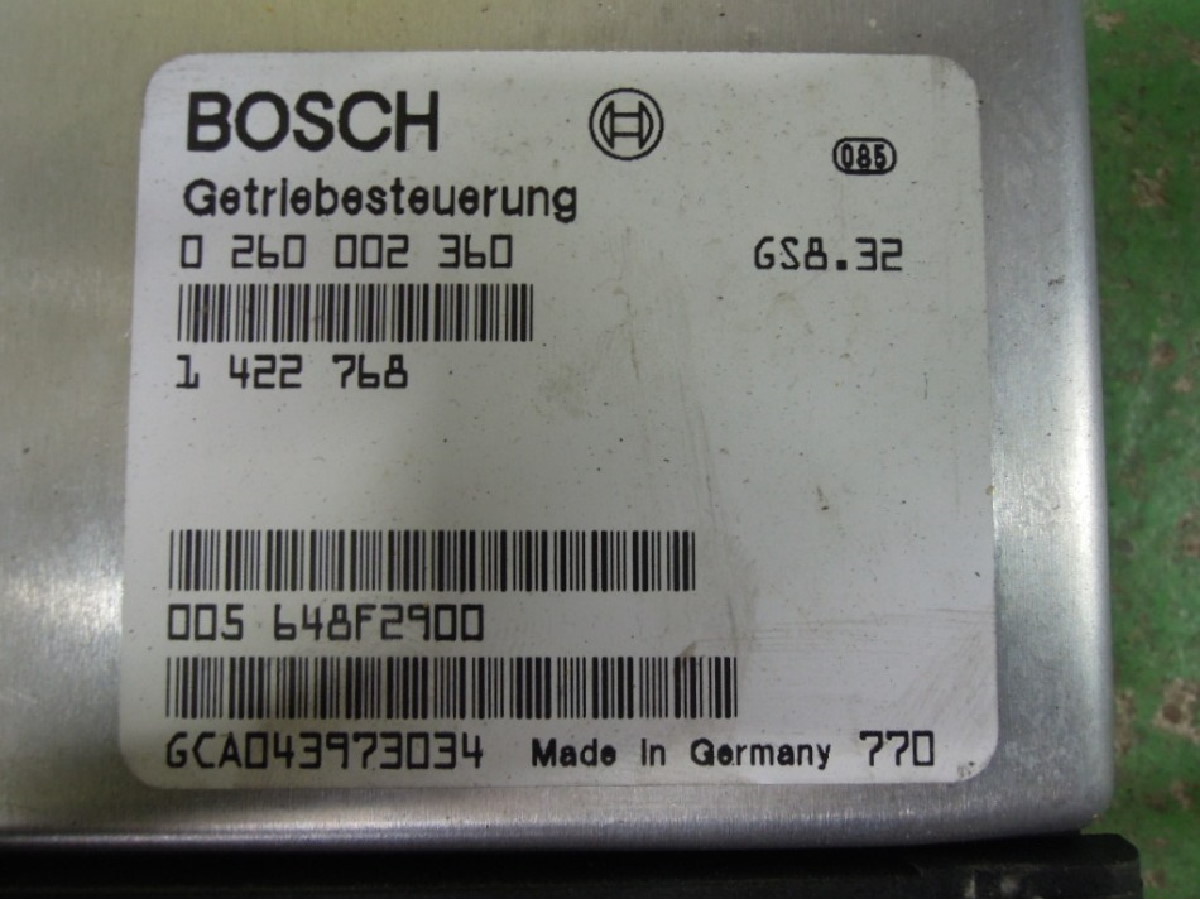 BOSCH
085
Getriebesteuerung
0 260 002 360 GS8.32
1 422 768
005 648F2900
GCA043973034 Made in Germany 770